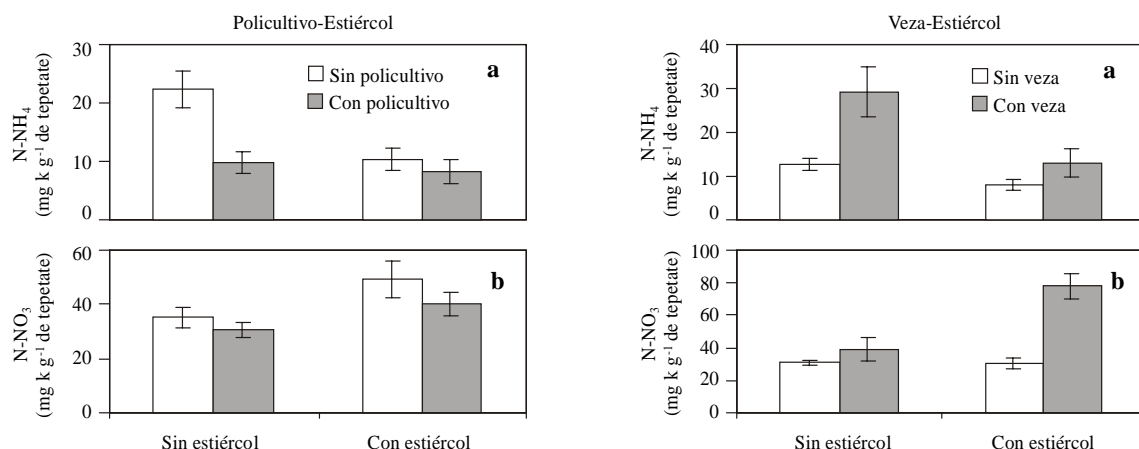 Policultivo-Estiércol
N-NH4
(mg k g-1 de tepetate)
30
20
10
0
Sin policultivo
Con policultivo
a
N-NO3
(mg k g-1 de tepetate)
60
40
20
0
b
Sin estiércol
Con estiércol
Veza-Estiércol
N-NH4
(mg k g-1 de tepetate)
40
30
20
10
0
Sin veza
Con veza
a
N-NO3
(mg k g-1 de tepetate)
100
80
60
40
20
0
b
Sin estiércol
Con estiércol